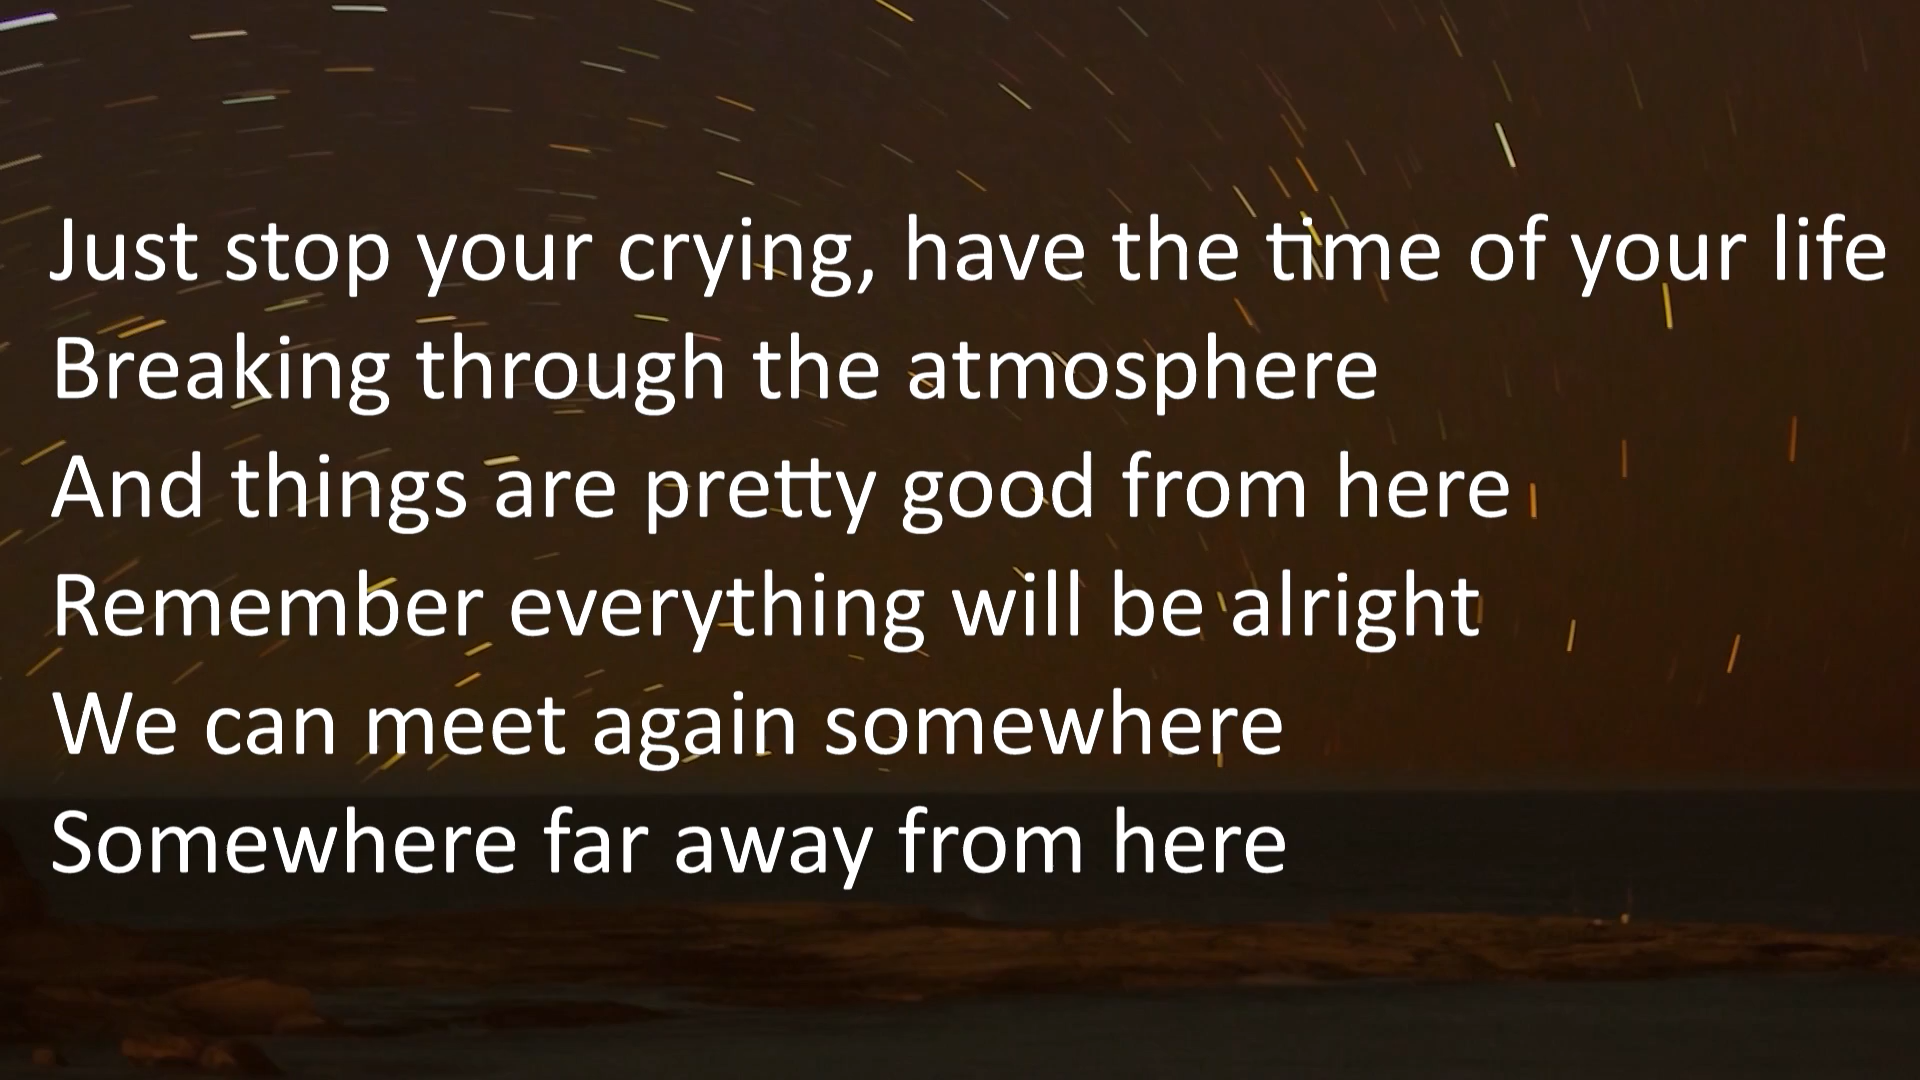 Just stop your crying, have the time of your life
Breaking through the atmosphere
And things are pretty good from here
Remember everything will be alright
We can meet again somewhere
Somewhere far away from here